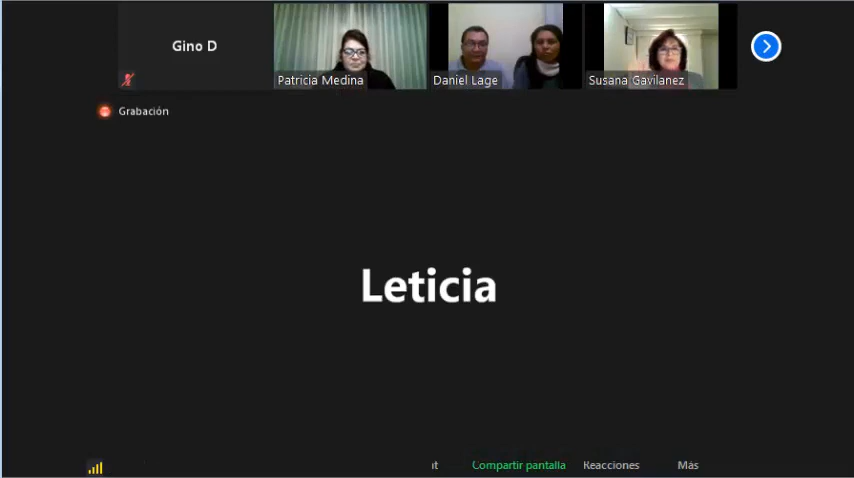 Gino D
Patricia Medina
Daniel Lage
Susana Gavilanez
Grabación
Leticia
Compartir pantalla
Reacciones
Más